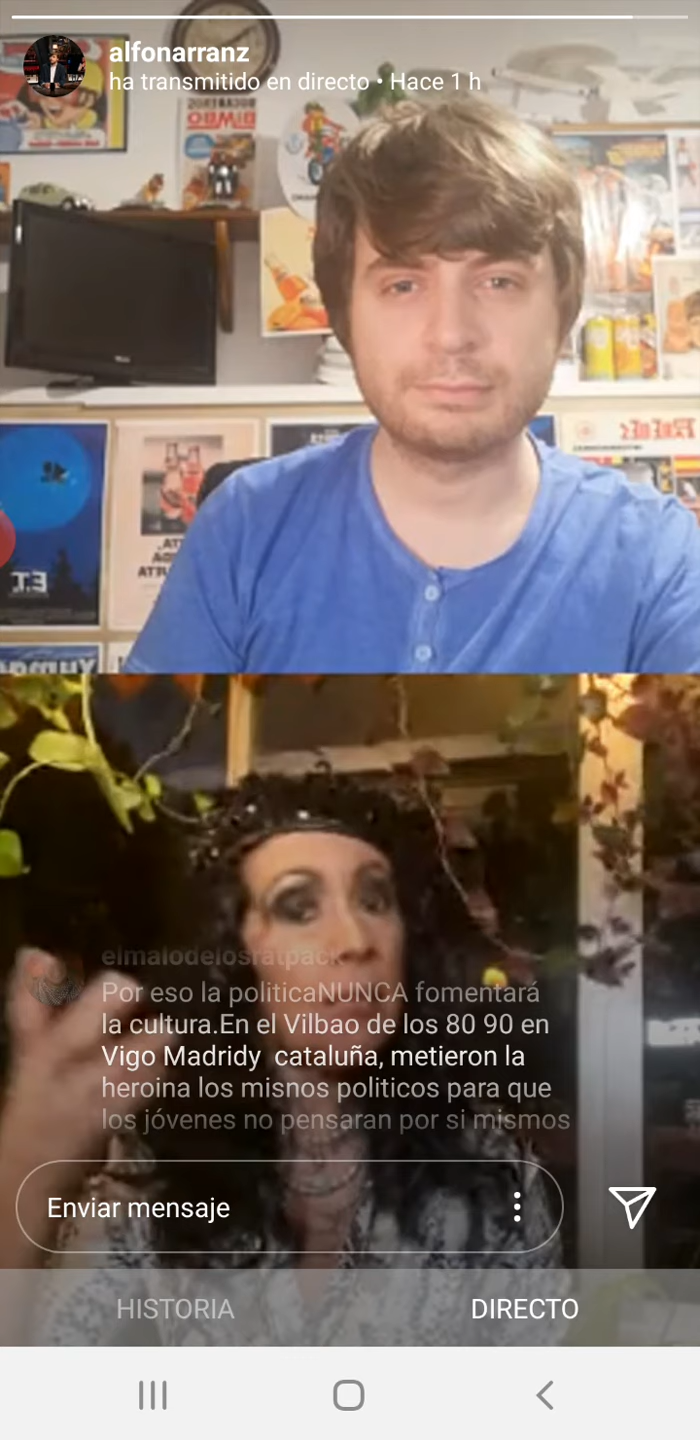 alfonarranz
ha transmitido en directo • Hace 1 h
BIMBO
E.T
elmalodelosratpack
Por eso la politicaNUNCA fomentará
la cultura.En el Vilbao de los 80 90 en
Vigo Madridy  cataluña, metieron la
heroina los misnos politicos para que
los jóvenes no pensaran por si mismos
Enviar mensaje
HISTORIA
DIRECTO